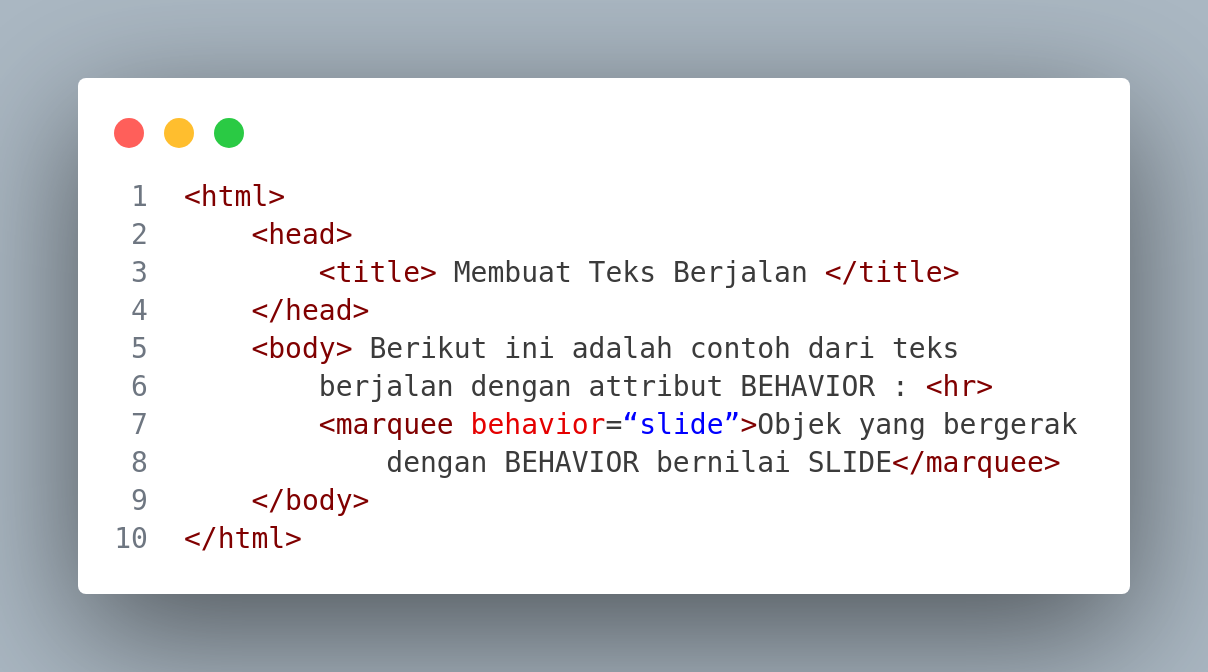 1 <html>
2     <head>
3         <title> Membuat Teks Berjalan </title>
4     </head>
5     <body> Berikut ini adalah contoh dari teks
6         berjalan dengan attribut BEHAVIOR : <hr>
7         <marquee behavior=“slide”>Objek yang bergerak
8             dengan BEHAVIOR bernilai SLIDE</marquee>
9     </body>
10 </html>